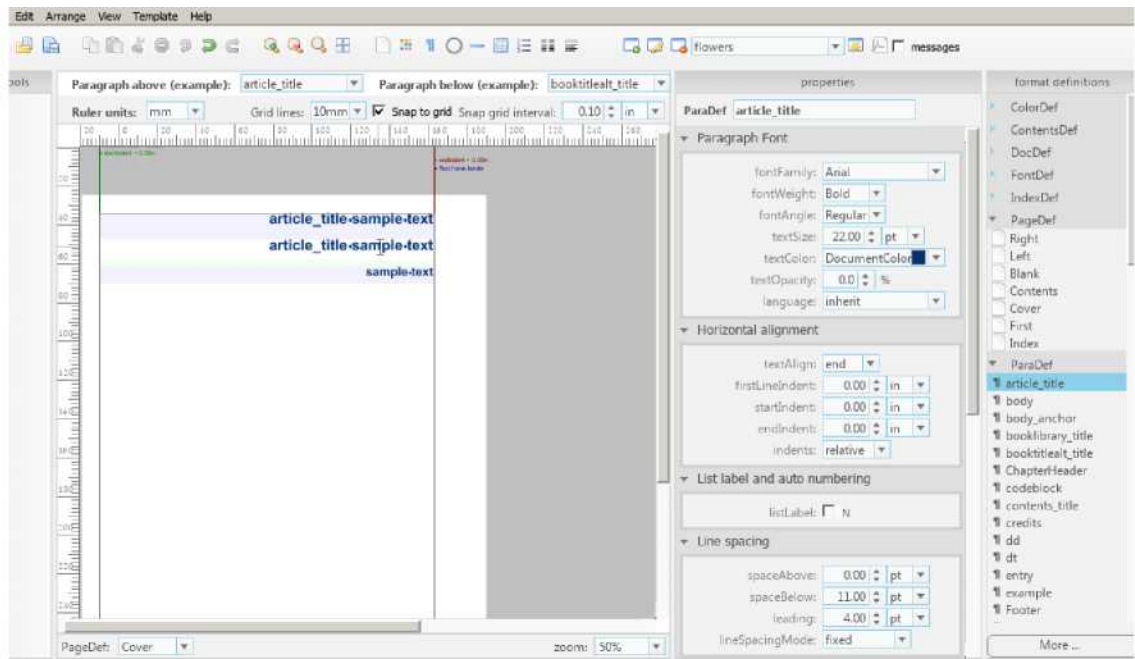 Edit Arrange View Template Help
flowers messages
ools
Paragraph above (example): article_title Paragraph below (example): booktitlealt_title
Ruler units: mm Grid lines: 10mm Snap to grid Snap grid interval: 0.10 in
article_title sample-text
article_title sample-text
sample-text
PageDef: Cover zoom: 50%
properties
ParaDef article_title
Paragraph Font
fontFamily: Arial
fontWeight: Bold
fontAngle: Regular
textSize: 22.00 pt
textColor: DocumentColor
textOpacity: 0.0 %
language: inherit
Horizontal alignment
textAlign: end
firstLineIndent: 0.00 in
startIndent: 0.00 in
endIndent: 0.00 in
indents: relative
List label and auto numbering
listLabel: N
Line spacing
spaceAbove: 0.00 pt
spaceBelow: 11.00 pt
leading: 4.00 pt
lineSpacingMode: fixed
format definitions
ColorDef
ContentsDef
DocDef
FontDef
IndexDef
PageDef
Right
Left
Blank
Contents
Cover
First
Index
ParaDef
article_title
body
body_anchor
booklibrary_title
booktitlealt_title
ChapterHeader
codeblock
contents_title
credits
dd
dt
entry
example
Footer
More ...